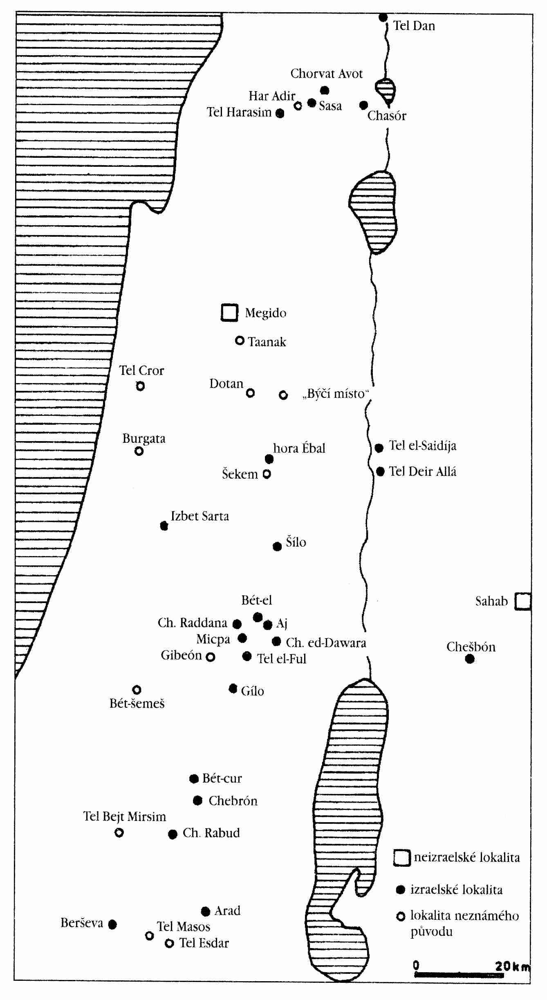 Tel Dan
Chorvat Avot
Har Adir
Sasa
Tel Harasim
Chasór
Megido
Taanak
Tel Cror
Dotan
„Býčí místo“
Burgata
hora Ébal
Tel el-Saidíja
Šekem
Tel Deir Allá
Izbet Sarta
Šílo
Bét-el
Sahab
Ch. Raddana
Aj
Micpa
Ch. ed-Dawara
Chešbón
Gibeón
Tel el-Ful
Gílo
Bét-šemeš
Bét-cur
Chebrón
Tel Bejt Mirsim
Ch. Rabud
neizraelské lokalita
izraelské lokalita
Arad
lokalita neznámého
původu
Berševa
Tel Masos
Tel Esdar
0 20 km